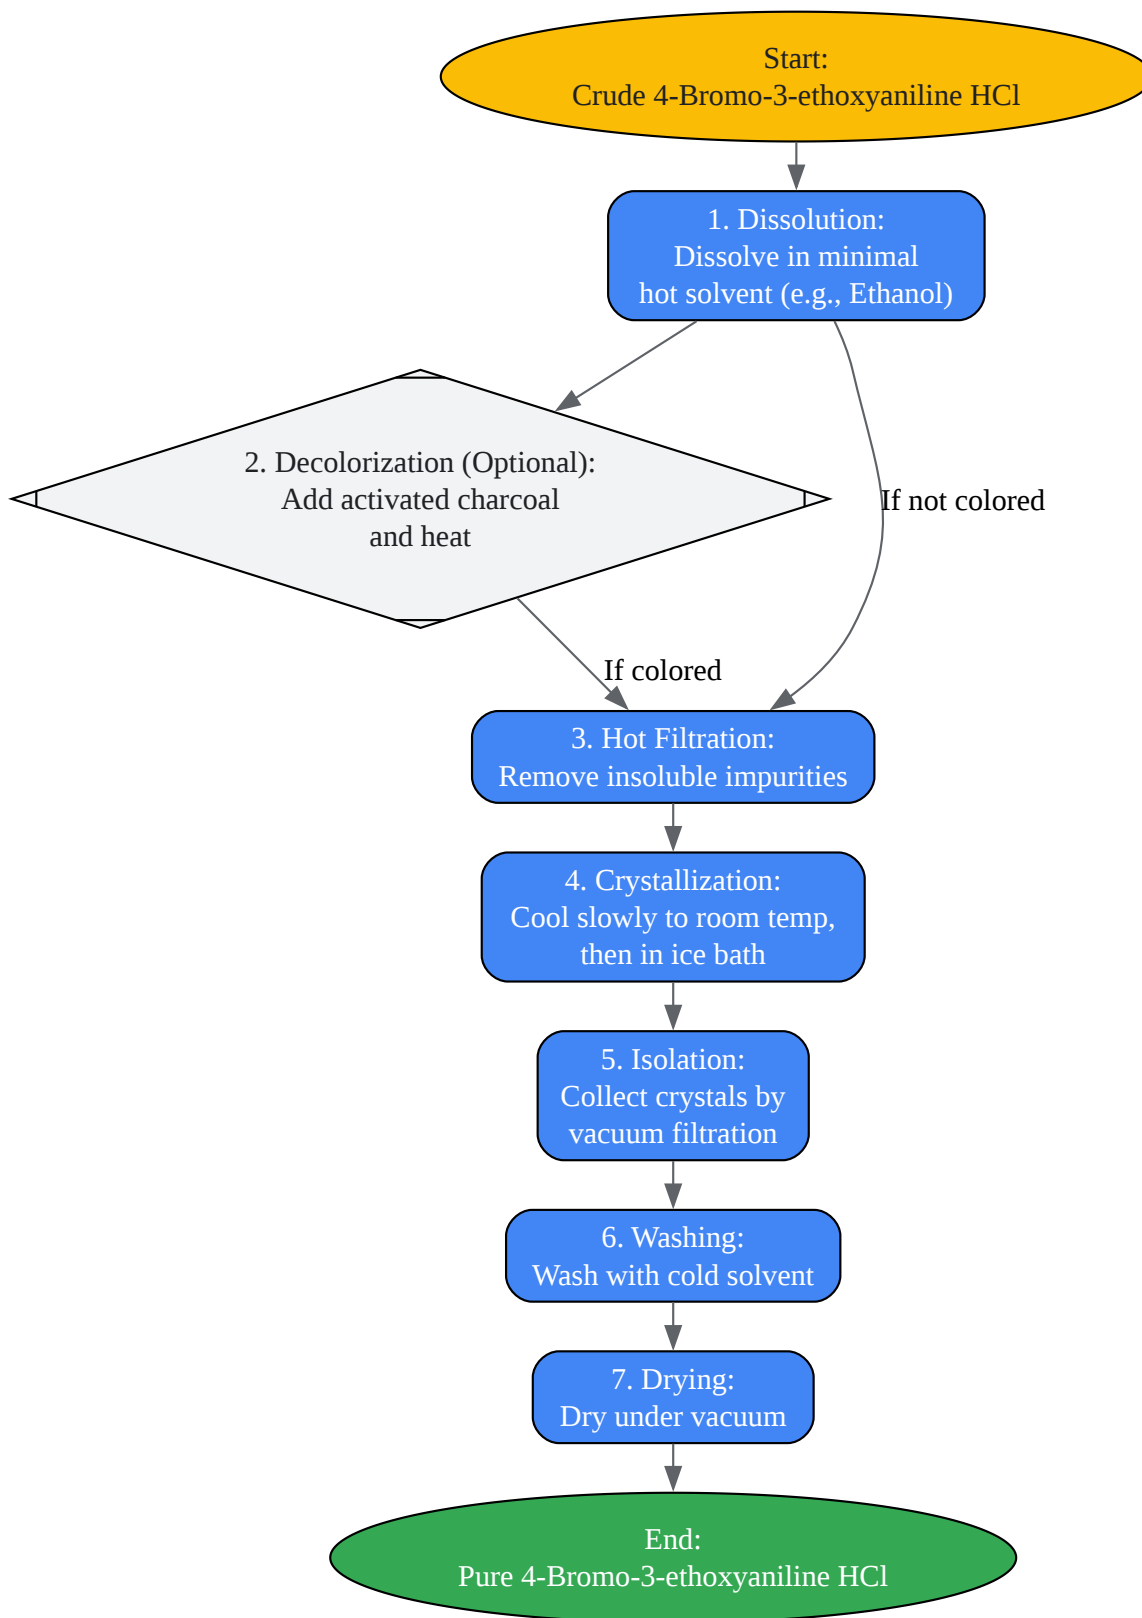 Start:
Crude 4-Bromo-3-ethoxyaniline HCl
1. Dissolution:
Dissolve in minimal
hot solvent (e.g., Ethanol)
2. Decolorization (Optional):
Add activated charcoal
and heat
If not colored
If colored
3. Hot Filtration:
Remove insoluble impurities
4. Crystallization:
Cool slowly to room temp,
then in ice bath
5. Isolation:
Collect crystals by
vacuum filtration
6. Washing:
Wash with cold solvent
7. Drying:
Dry under vacuum
End:
Pure 4-Bromo-3-ethoxyaniline HCl